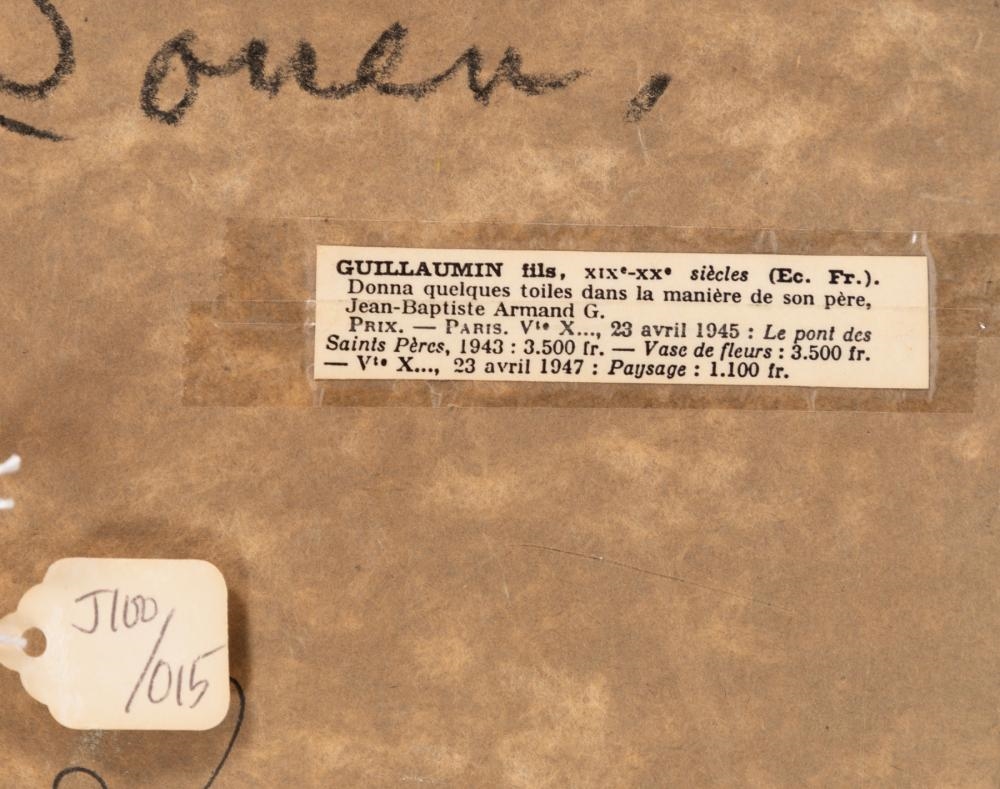 Rouen,
GUILLAUMIN fils, XIXᵉ-XXᵉ siècles (Ec. Fr.).
Donna quelques toiles dans la manière de son père,
Jean-Baptiste Armand G.
PRIX. — PARIS. Vᵗᵉ X..., 23 avril 1945 : Le pont des
Saints Pères, 1943 : 3.500 fr. — Vase de fleurs : 3.500 fr.
— Vᵗᵉ X..., 23 avril 1947 : Paysage : 1.100 fr.
J100
/015